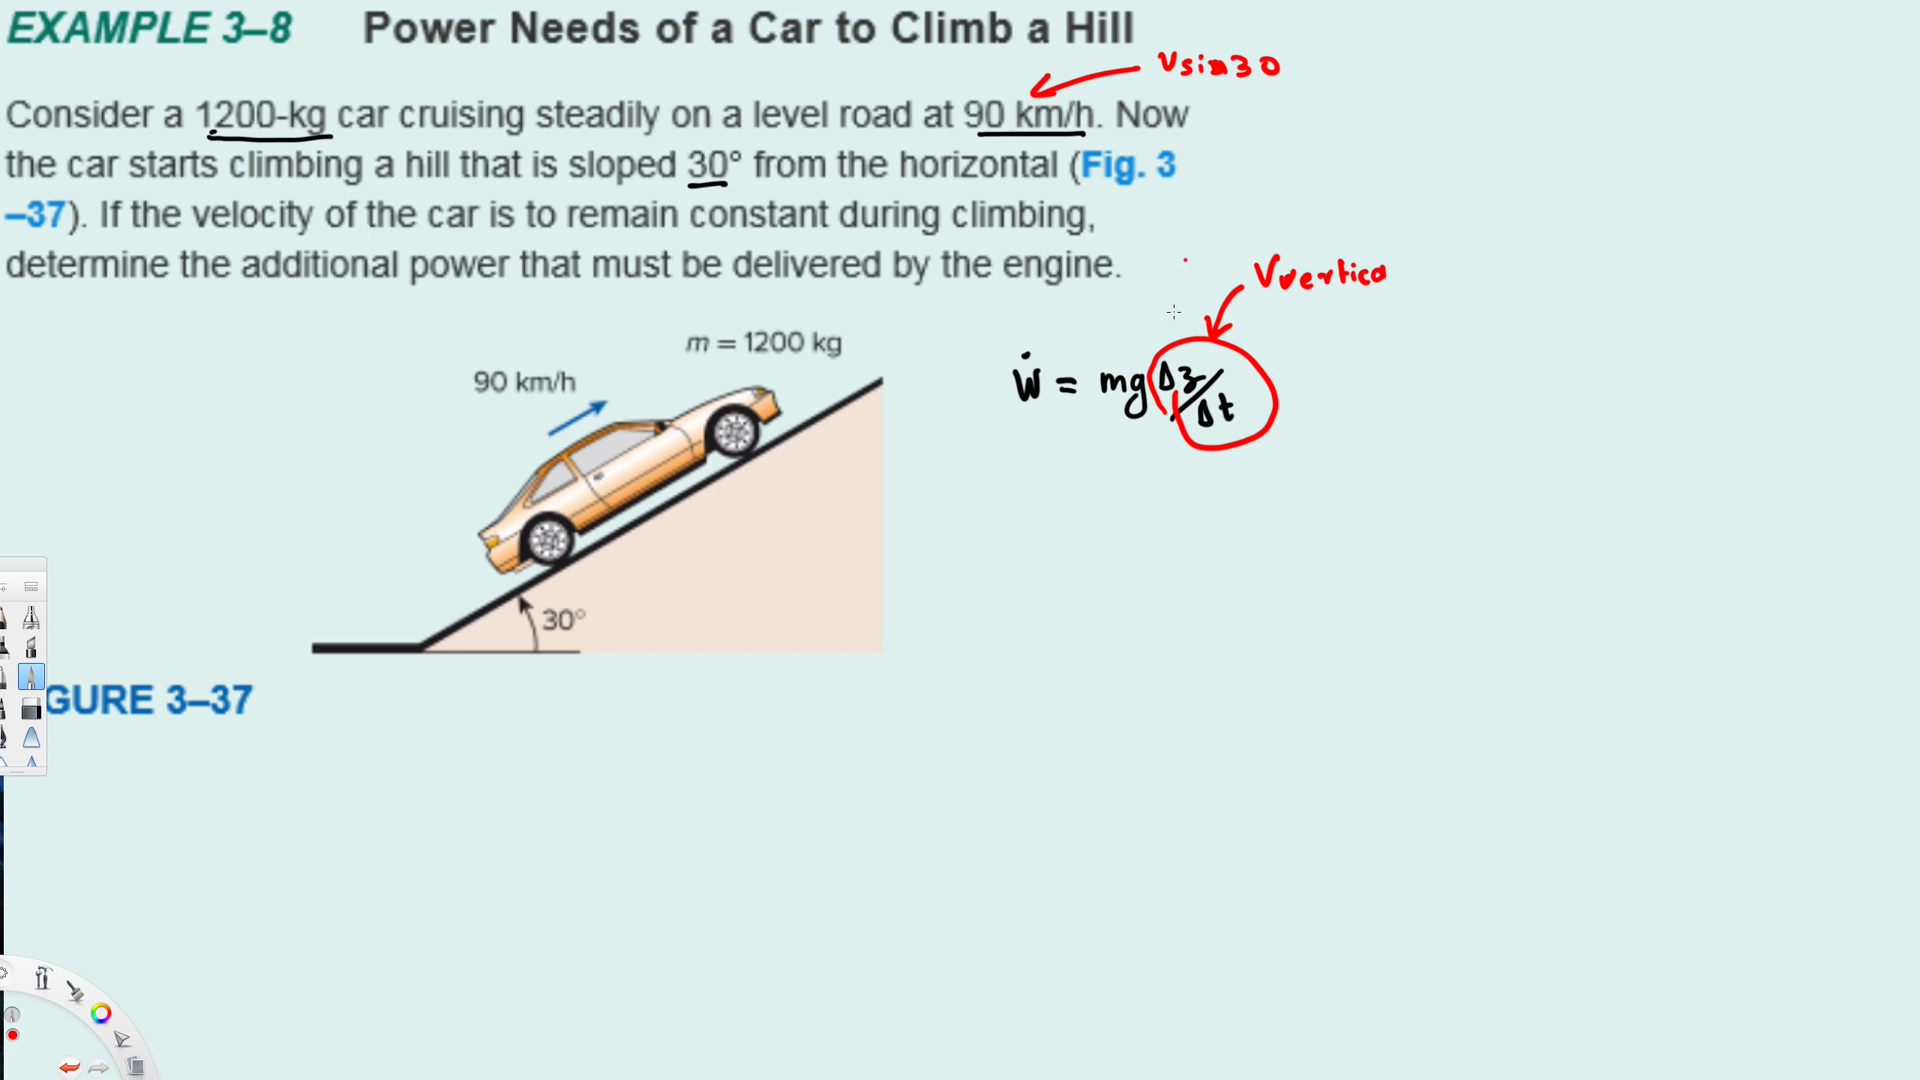 EXAMPLE 3–8 Power Needs of a Car to Climb a Hill
Vsin30
Consider a 1200-kg car cruising steadily on a level road at 90 km/h. Now
the car starts climbing a hill that is sloped 30° from the horizontal (Fig. 3
–37). If the velocity of the car is to remain constant during climbing,
determine the additional power that must be delivered by the engine.
Vvertica
m = 1200 kg
90 km/h
Ẇ = mg Δz/Δt
30°
GURE 3–37